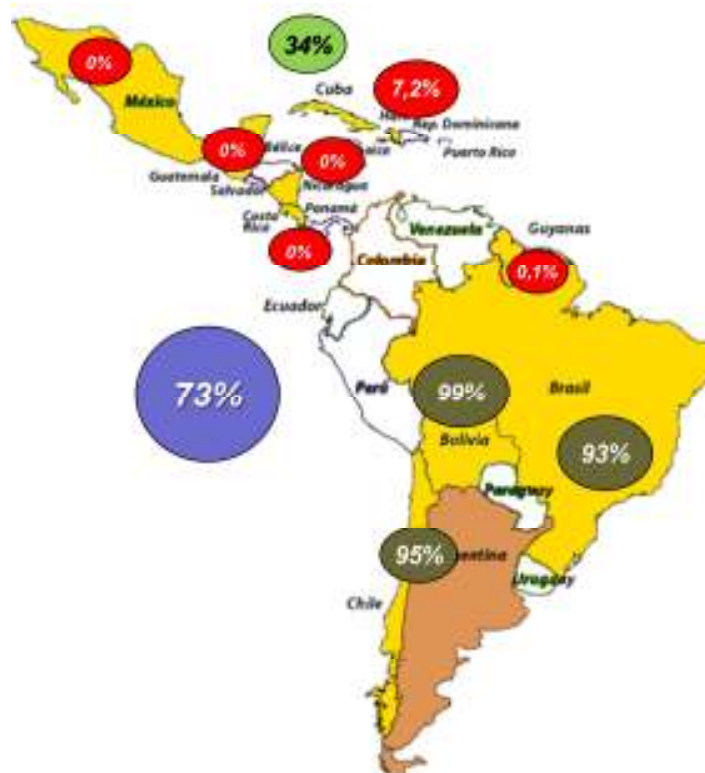 34%
0%
7,2%
Cuba
México
Rep. Dominicana
0%
0%
Puerto Rico
Guatemala
Salvador
Nicaragua
Costa
Rica
Panamá
Venezuela
Guyanas
0%
Colombia
0,1%
Ecuador
73%
Perú
99%
Brasil
Bolivia
93%
Paraguay
95%
Uruguay
Chile